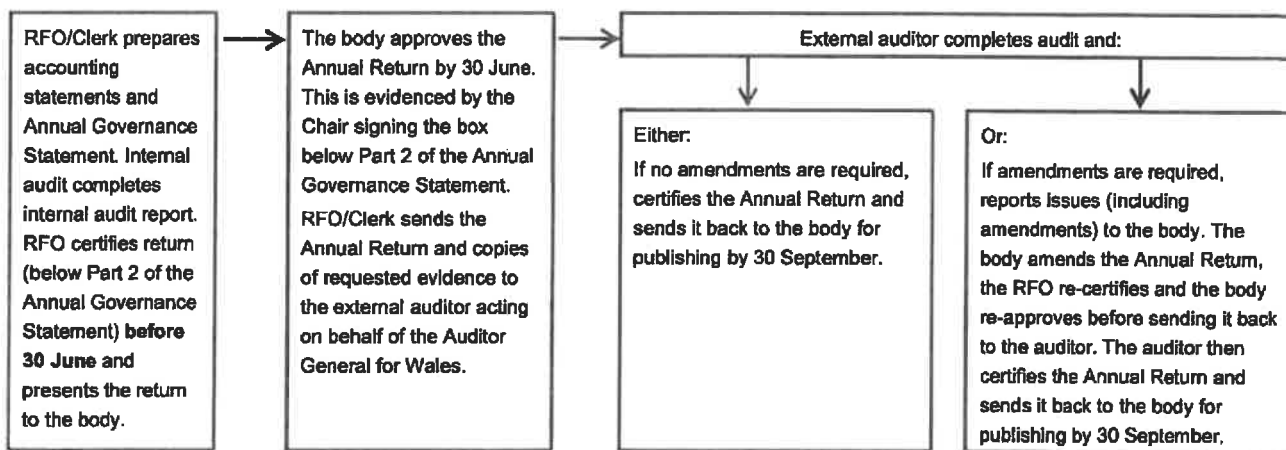 RFO/Clerk prepares
accounting
statements and
Annual Governance
Statement. Internal
audit completes
internal audit report.
RFO certifies return
(below Part 2 of the
Annual Governance
Statement) before
30 June and
presents the return
to the body.
The body approves the
Annual Return by 30 June.
This is evidenced by the
Chair signing the box
below Part 2 of the Annual
Governance Statement.
RFO/Clerk sends the
Annual Return and copies
of requested evidence to
the external auditor acting
on behalf of the Auditor
General for Wales.
External auditor completes audit and:
Either:
If no amendments are required,
certifies the Annual Return and
sends it back to the body for
publishing by 30 September.
Or:
If amendments are required,
reports issues (including
amendments) to the body. The
body amends the Annual Return,
the RFO re-certifies and the body
re-approves before sending it back
to the auditor. The auditor then
certifies the Annual Return and
sends it back to the body for
publishing by 30 September.